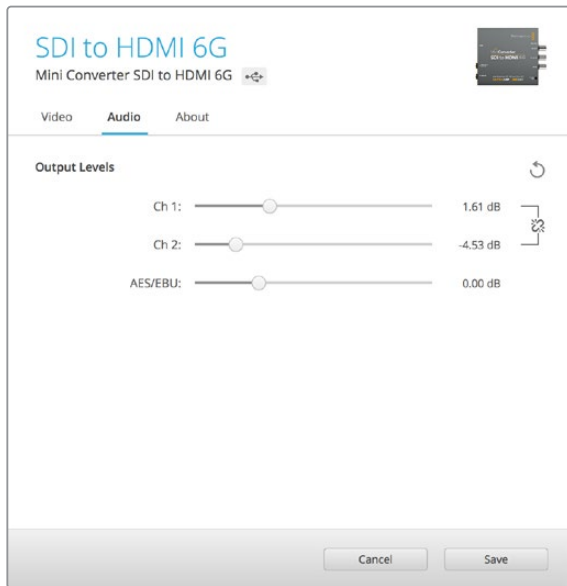 SDI to HDMI 6G
Mini Converter SDI to HDMI 6G
Video Audio About
Output Levels
Ch 1: 1.61 dB
Ch 2: -4.53 dB
AES/EBU: 0.00 dB
Cancel Save